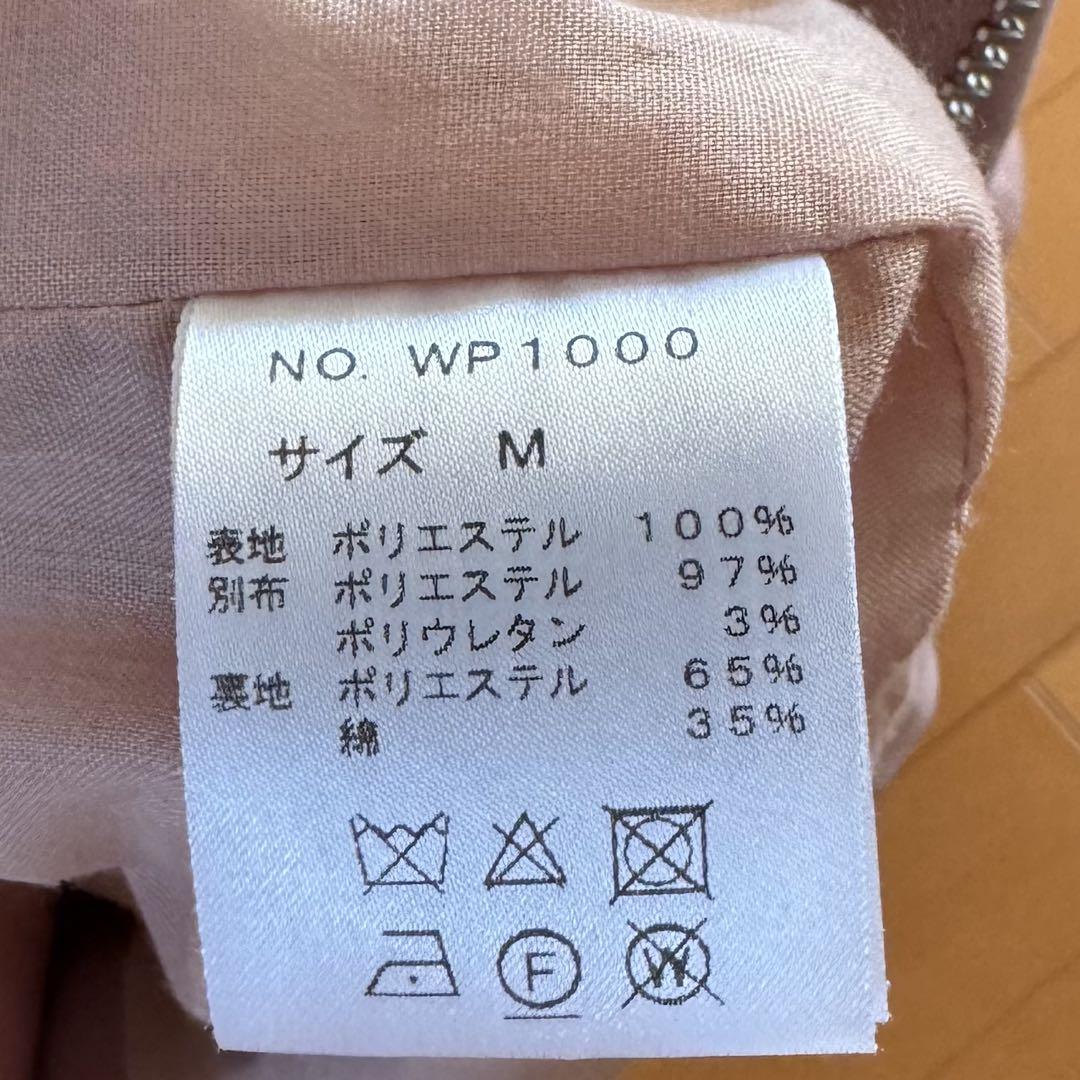 NO. WP1000
サイズ M
表地 ポリエステル 100%
別布 ポリエステル 97%
ポリウレタン 3%
裏地 ポリエステル 65%
綿 35%
F W